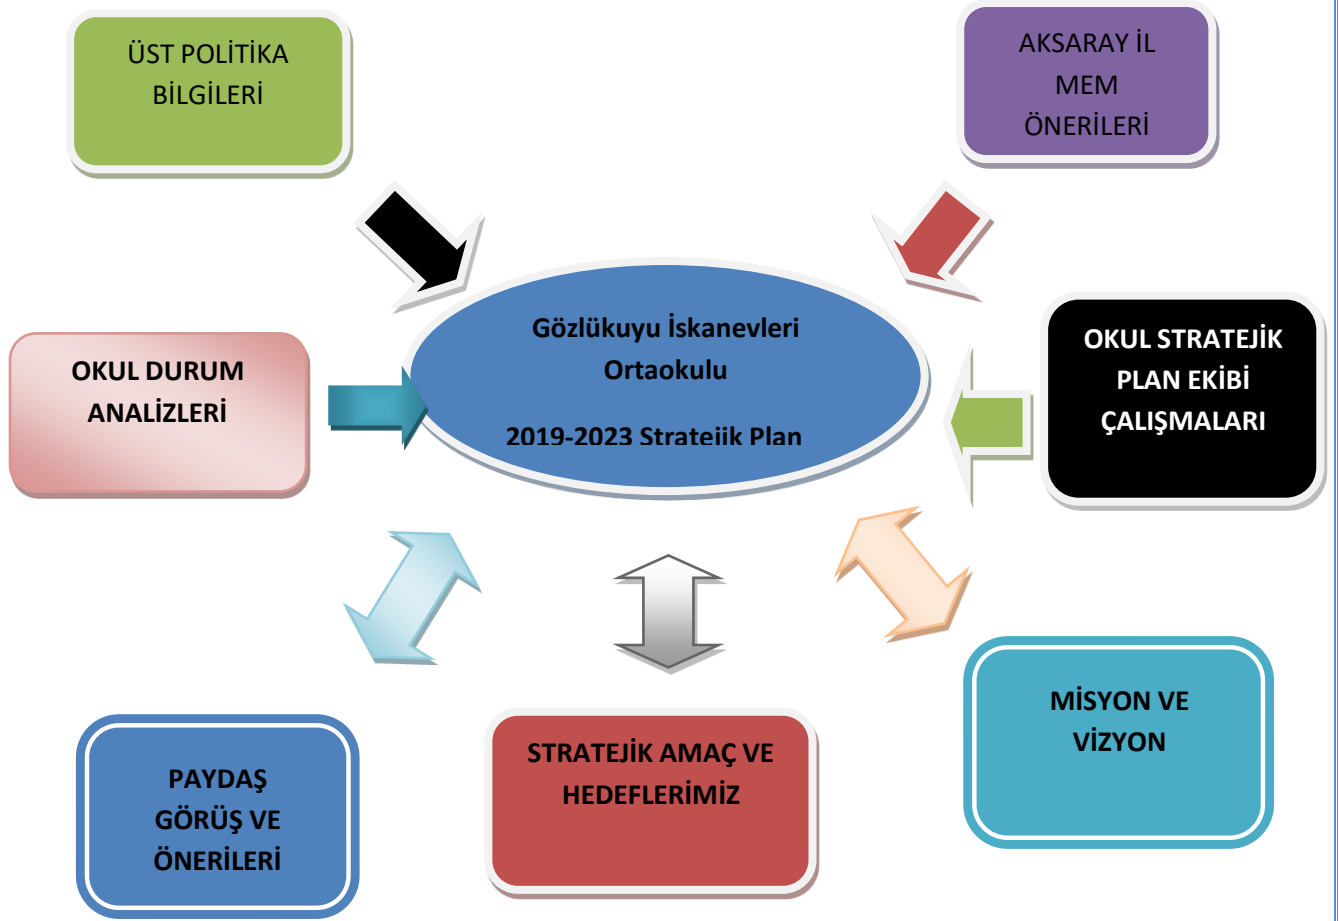 ÜST POLİTİKA
BİLGİLERİ
AKSARAY İL
MEM
ÖNERİLERİ
Gözlükuyu İskanevleri
Ortaokulu
2019-2023 Stratejik Plan
OKUL DURUM
ANALİZLERİ
OKUL STRATEJİK
PLAN EKİBİ
ÇALIŞMALARI
PAYDAŞ
GÖRÜŞ VE
ÖNERİLERİ
STRATEJİK AMAÇ VE
HEDEFLERİMİZ
MİSYON VE
VİZYON